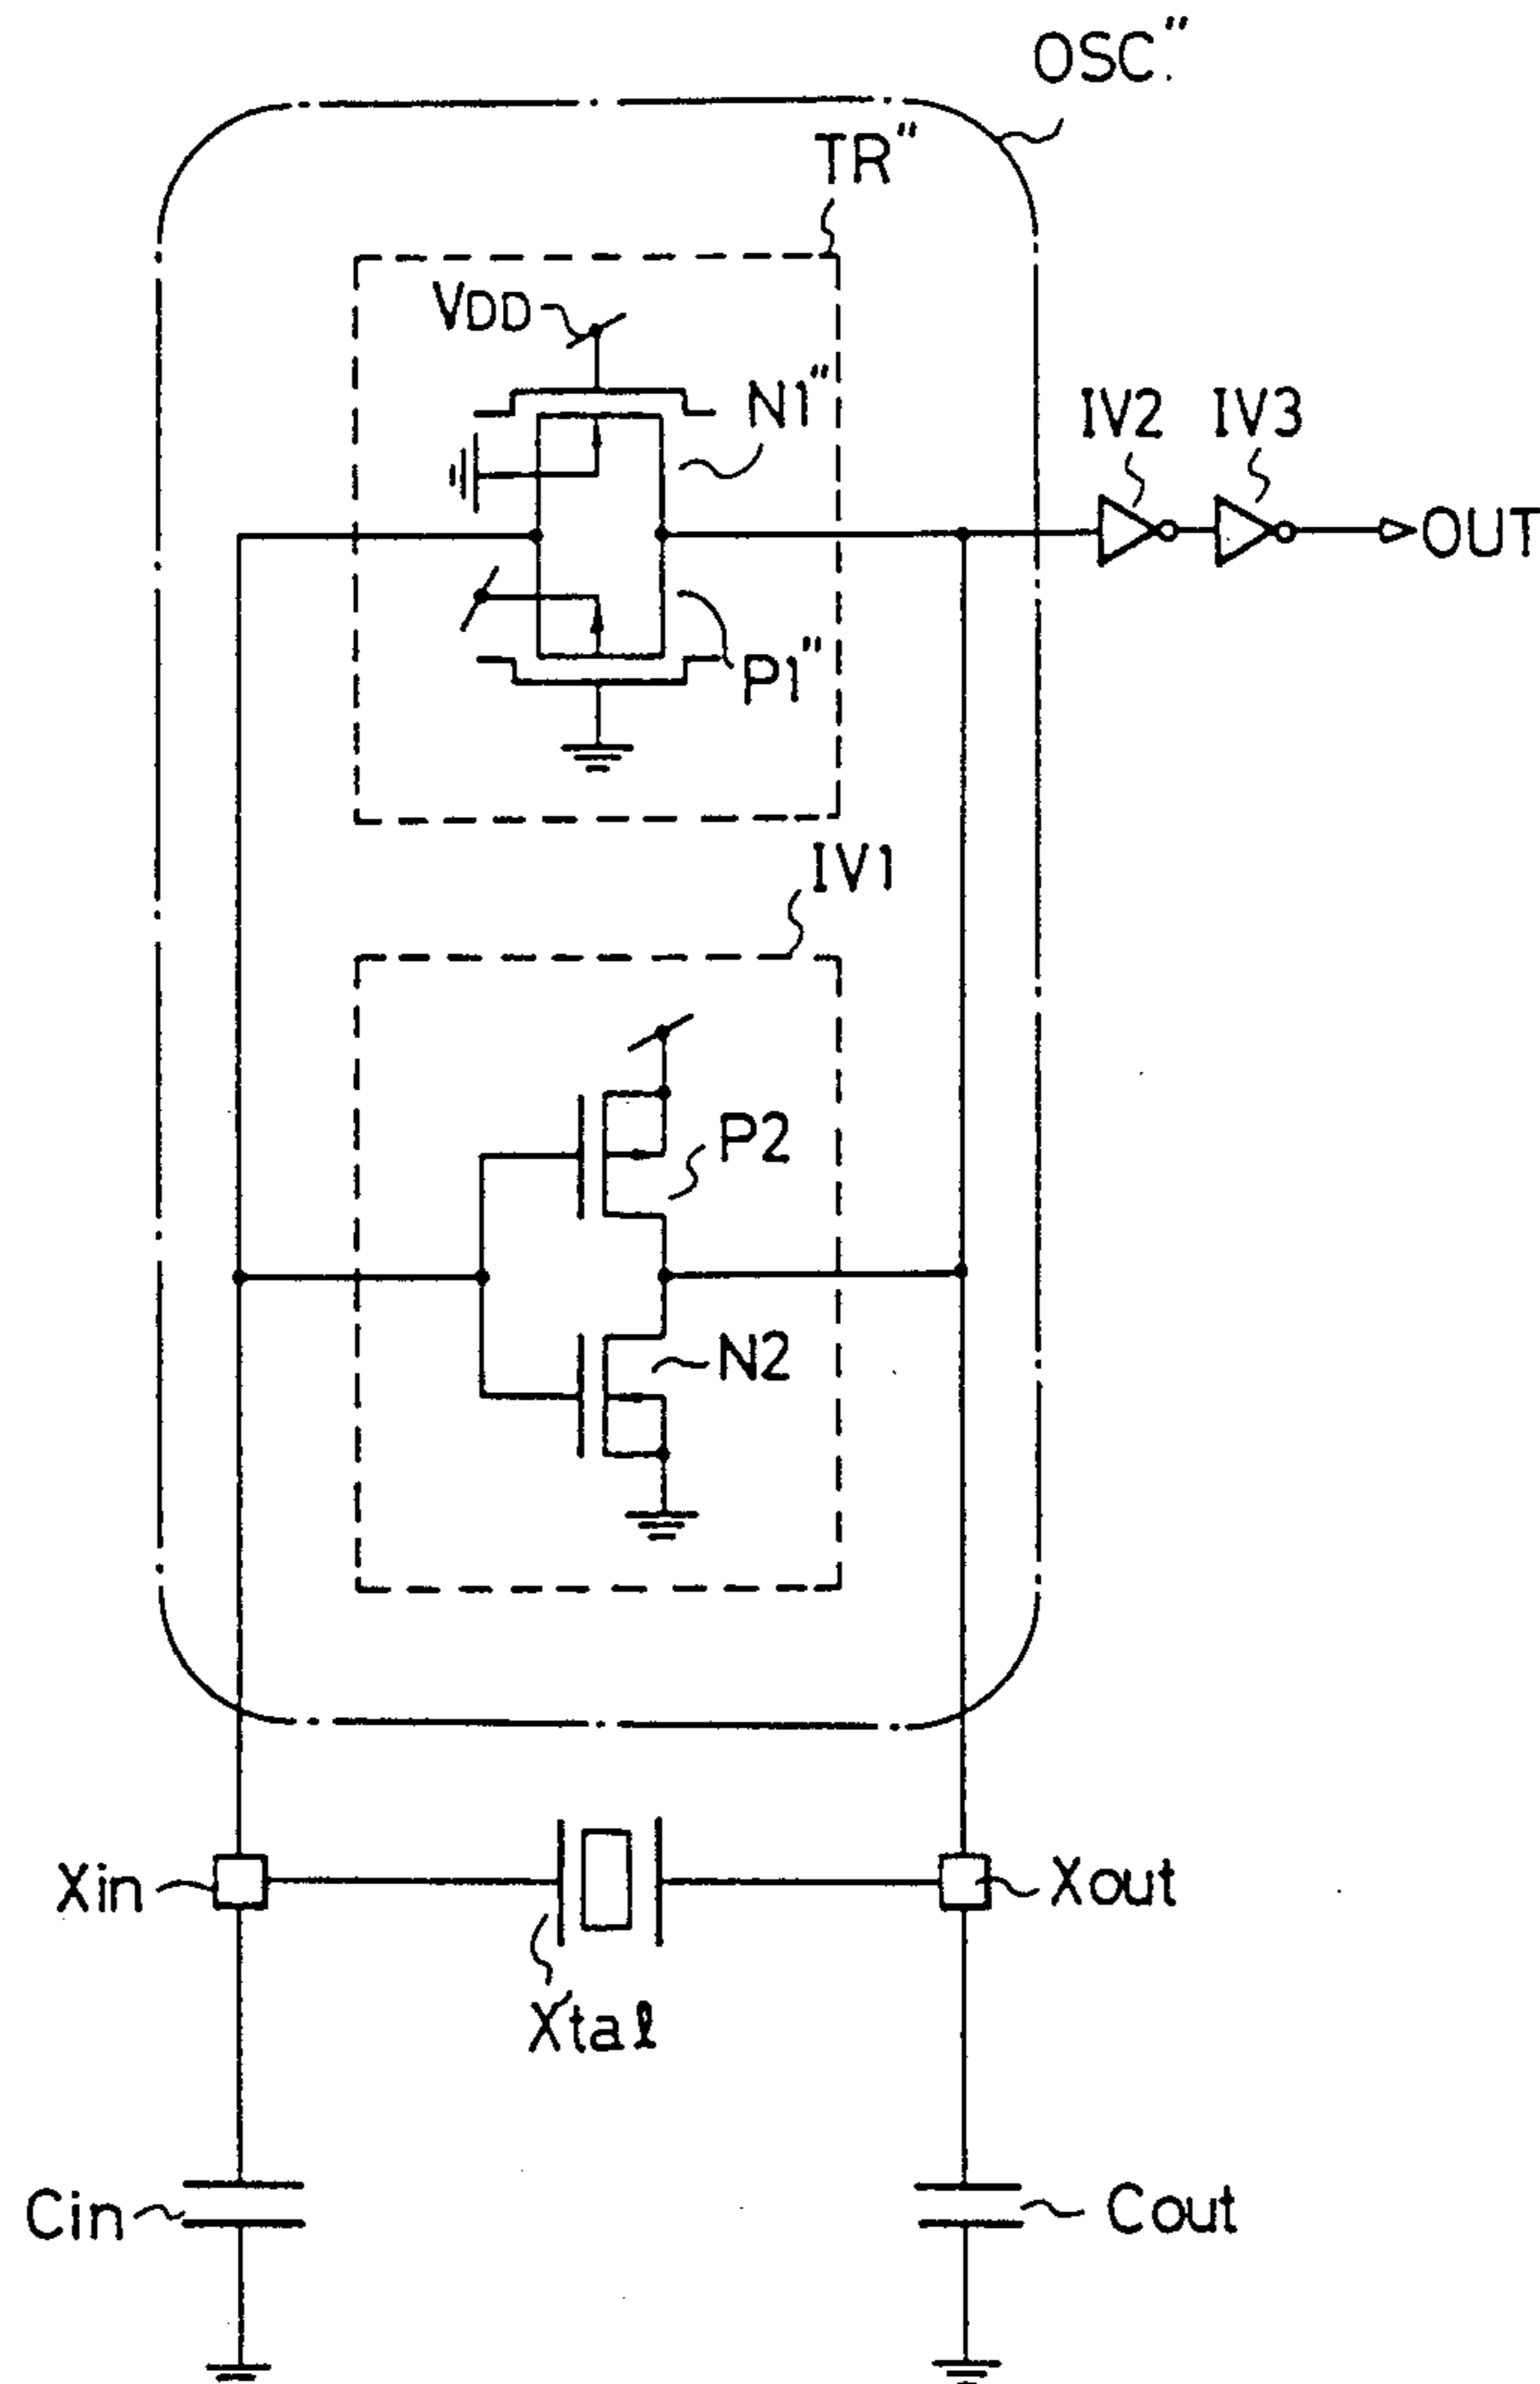 OSC."
TR"
VDD
N1"
IV2 IV3
OUT
P1"
IV1
P2
N2
Xin
Xout
Xtal
Cin
Cout